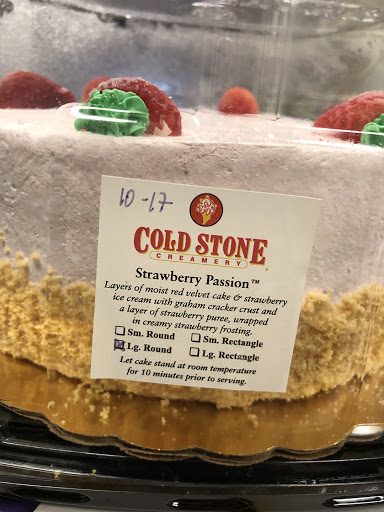 10-17
COLD STONE
CREAMERY
Strawberry Passion™
Layers of moist red velvet cake & strawberry
ice cream with graham cracker crust and
a layer of strawberry puree, wrapped
in creamy strawberry frosting.
Sm. Round Sm. Rectangle
Lg. Round Lg. Rectangle
Let cake stand at room temperature
for 10 minutes prior to serving.